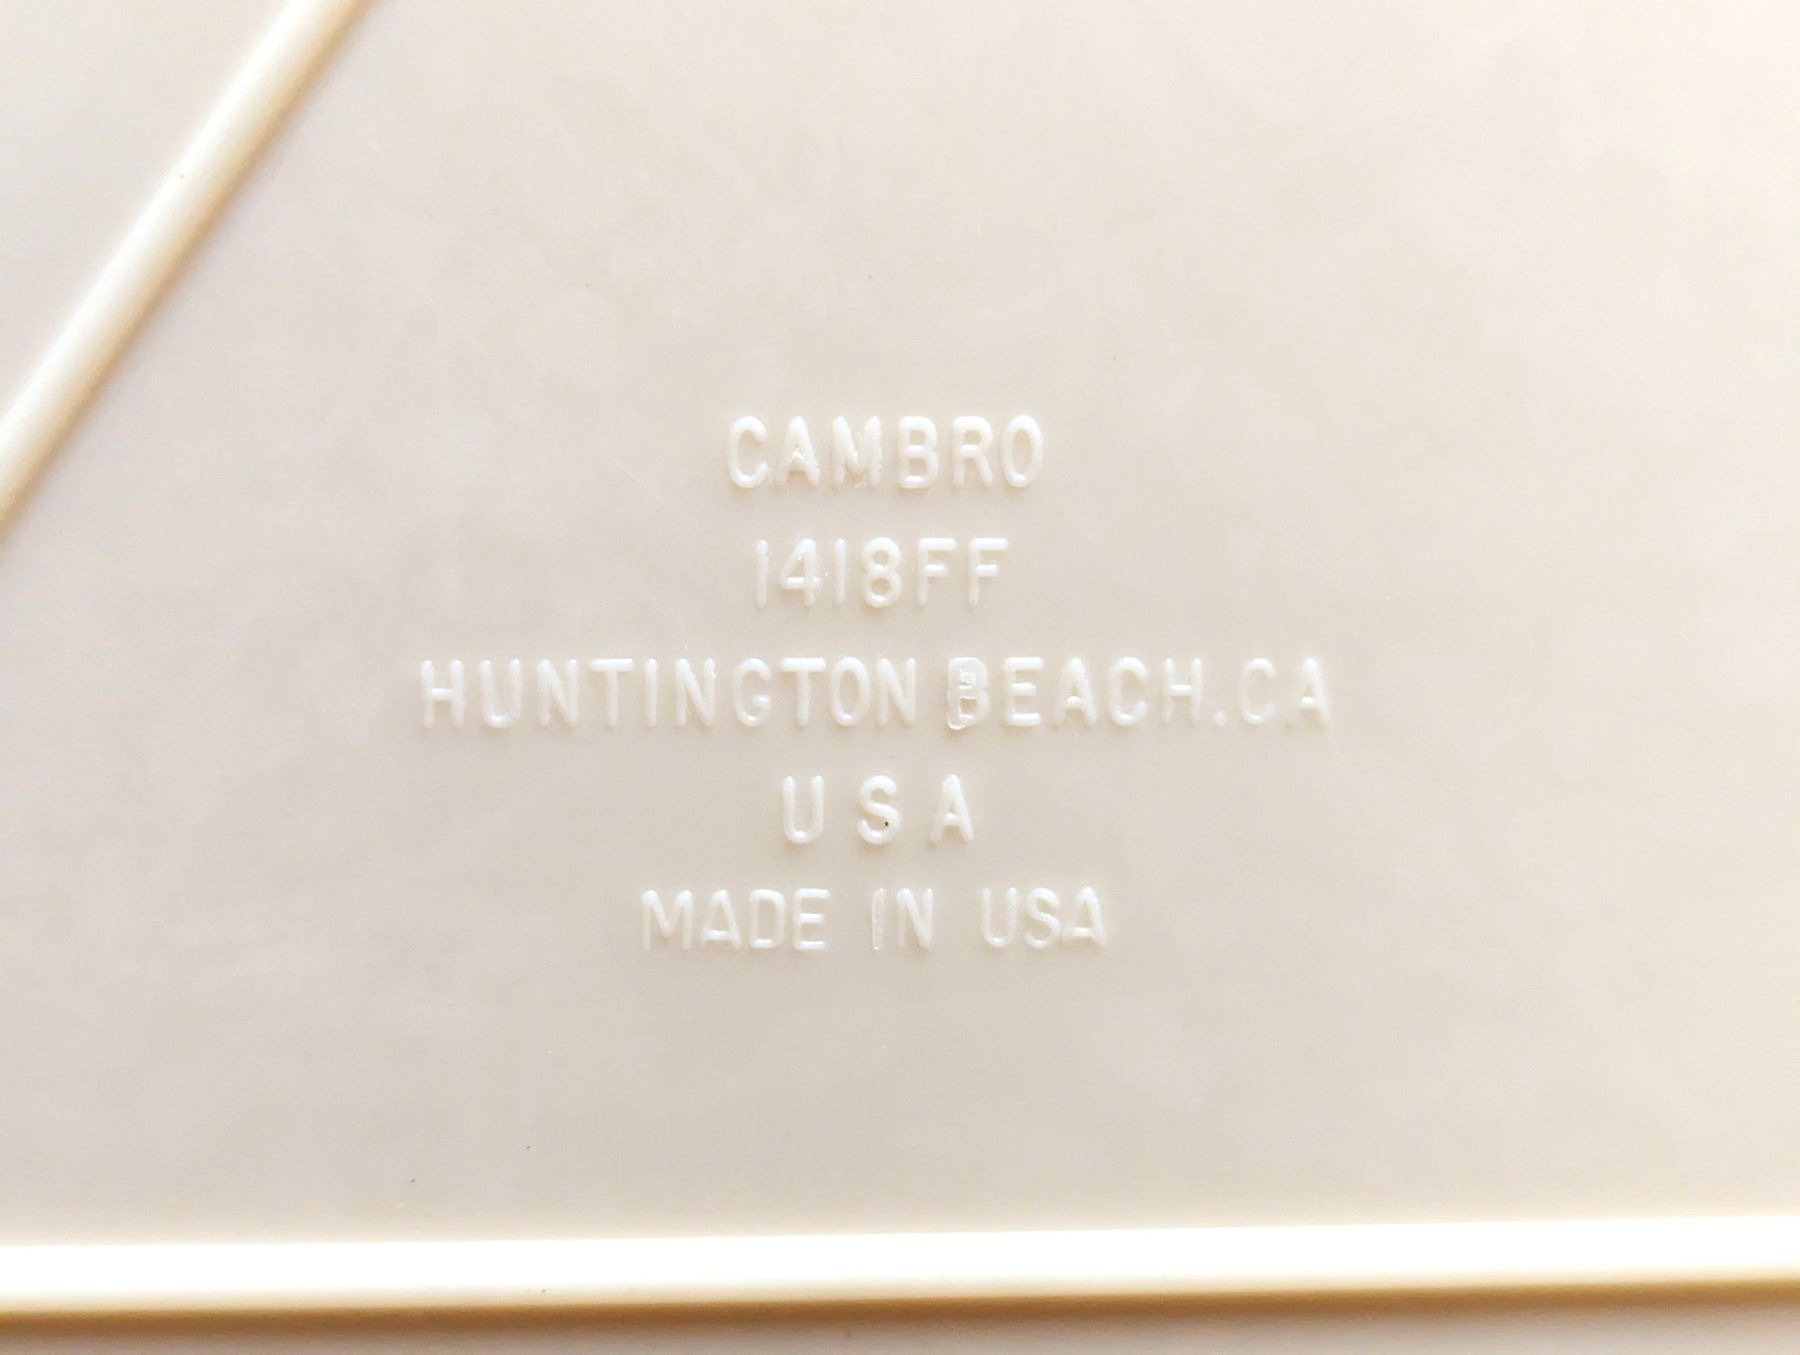 CAMBRO
1418FF
HUNTINGTON BEACH.CA
USA
MADE IN USA